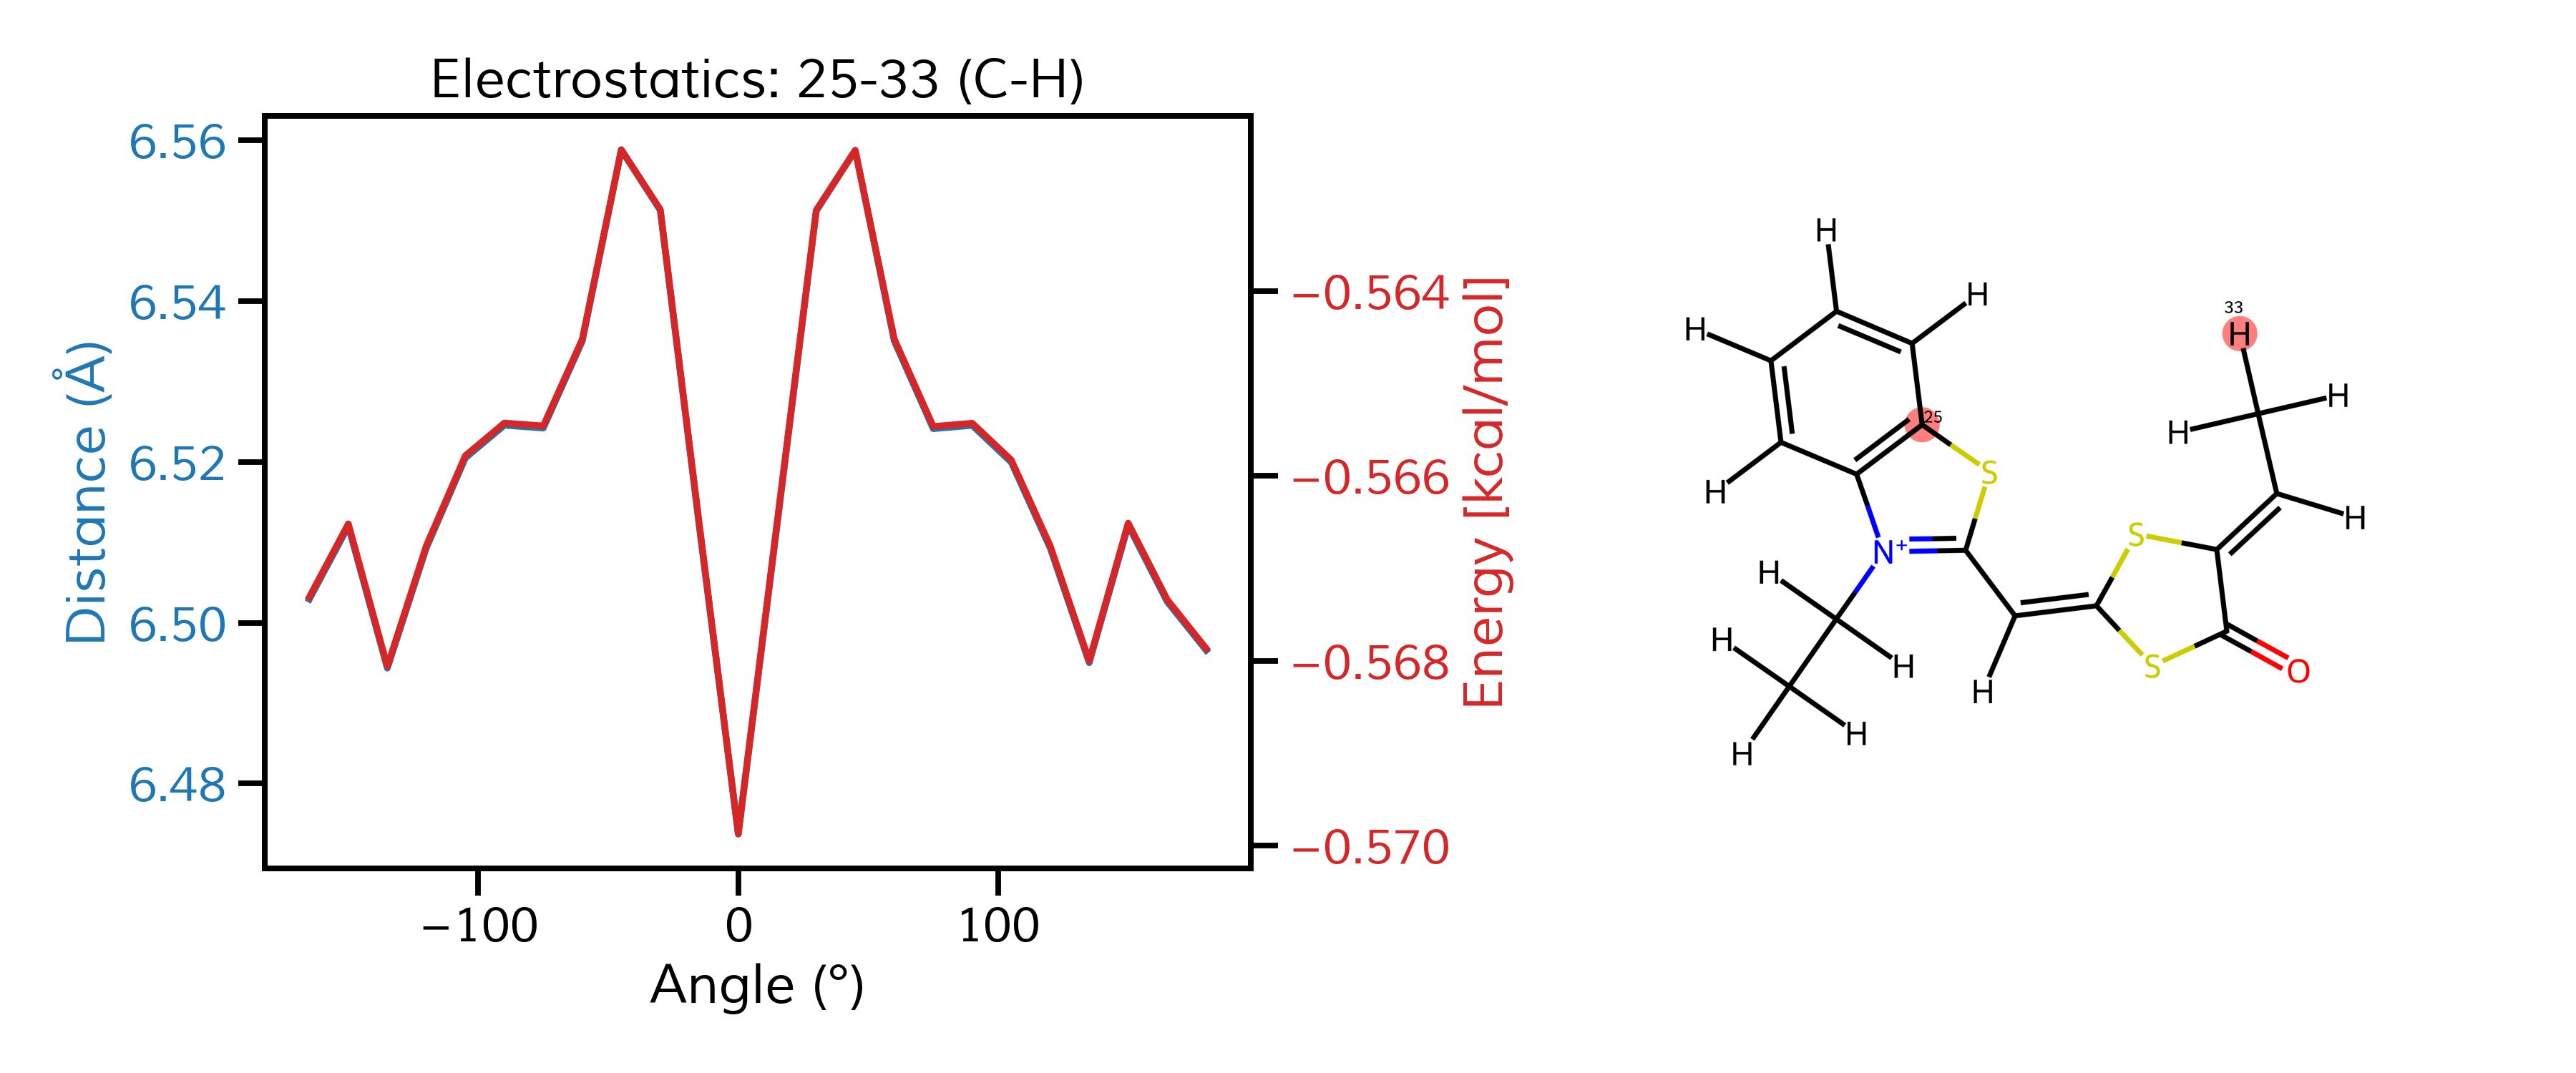 Electrostatics: 25-33 (C-H)
6.56
6.54
6.52
6.50
6.48
Distance (Å)
−0.564
−0.566
−0.568
−0.570
Energy [kcal/mol]
−100
0
100
Angle (°)
H
H
H
33
H
H
H
25
S
H
H
N+
S
H
H
H
H
S
O
H
H
H